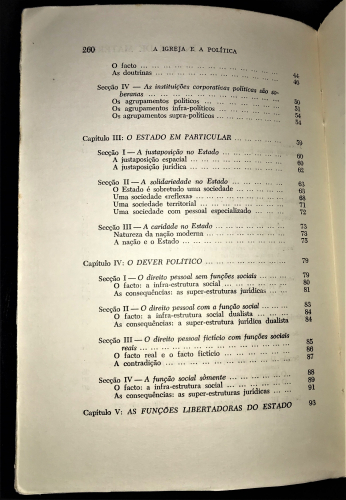 260 A IGREJA E A POLÍTICA
O facto ... ... ... ... ... ... ... ... 44
As doutrinas ... ... ... ... ... ... ... 46
Secção IV — As instituições corporativas políticas são so-
beranas ... ... ... ... ... ... ... ... 50
Os agrupamentos políticos ... ... ... ... ... 51
Os agrupamentos infra-políticos ... ... ... ... 54
Os agrupamentos supra-políticos ... ... ... ... 54
Capítulo III: O ESTADO EM PARTICULAR ... ... ... ... 59
Secção I — A justaposição no Estado ... ... ... ... 60
A justaposição espacial ... ... ... ... ... 60
A justaposição jurídica ... ... ... ... ... 62
Secção II — A solidariedade no Estado ... ... ... ... 63
O Estado é sobretudo uma sociedade ... ... ... 63
Uma sociedade «reflexa» ... ... ... ... ... 68
Uma sociedade territorial ... ... ... ... ... 71
Uma sociedade com pessoal especializado ... ... ... 72
Secção III — A caridade no Estado ... ... ... ... 73
Natureza da nação moderna ... ... ... ... 73
A nação e o Estado ... ... ... ... ... ... 75
Capítulo IV: O DEVER POLÍTICO ... ... ... ... ... 79
Secção I — O direito pessoal sem funções sociais ... ... 79
O facto: a infra-estrutura social ... ... ... ... 80
As consequências: as super-estruturas jurídicas ... ... 81
Secção II — O direito pessoal com a função social ... ... 83
O facto: a infra-estrutura social dualista ... ... ... 84
As consequências: a super-estrutura jurídica dualista 84
Secção III — O direito pessoal fictício com funções sociais
reais ... ... ... ... ... ... ... ... 85
O facto real e o facto fictício ... ... ... ... 86
A contradição ... ... ... ... ... ... ... 87
Secção IV — A função social sòmente ... ... ... ... 88
O facto: a infra-estrutura social ... ... ... ... 89
As consequências: as super-estruturas jurídicas ... ... 91
Capítulo V: AS FUNÇÕES LIBERTADORAS DO ESTADO 93